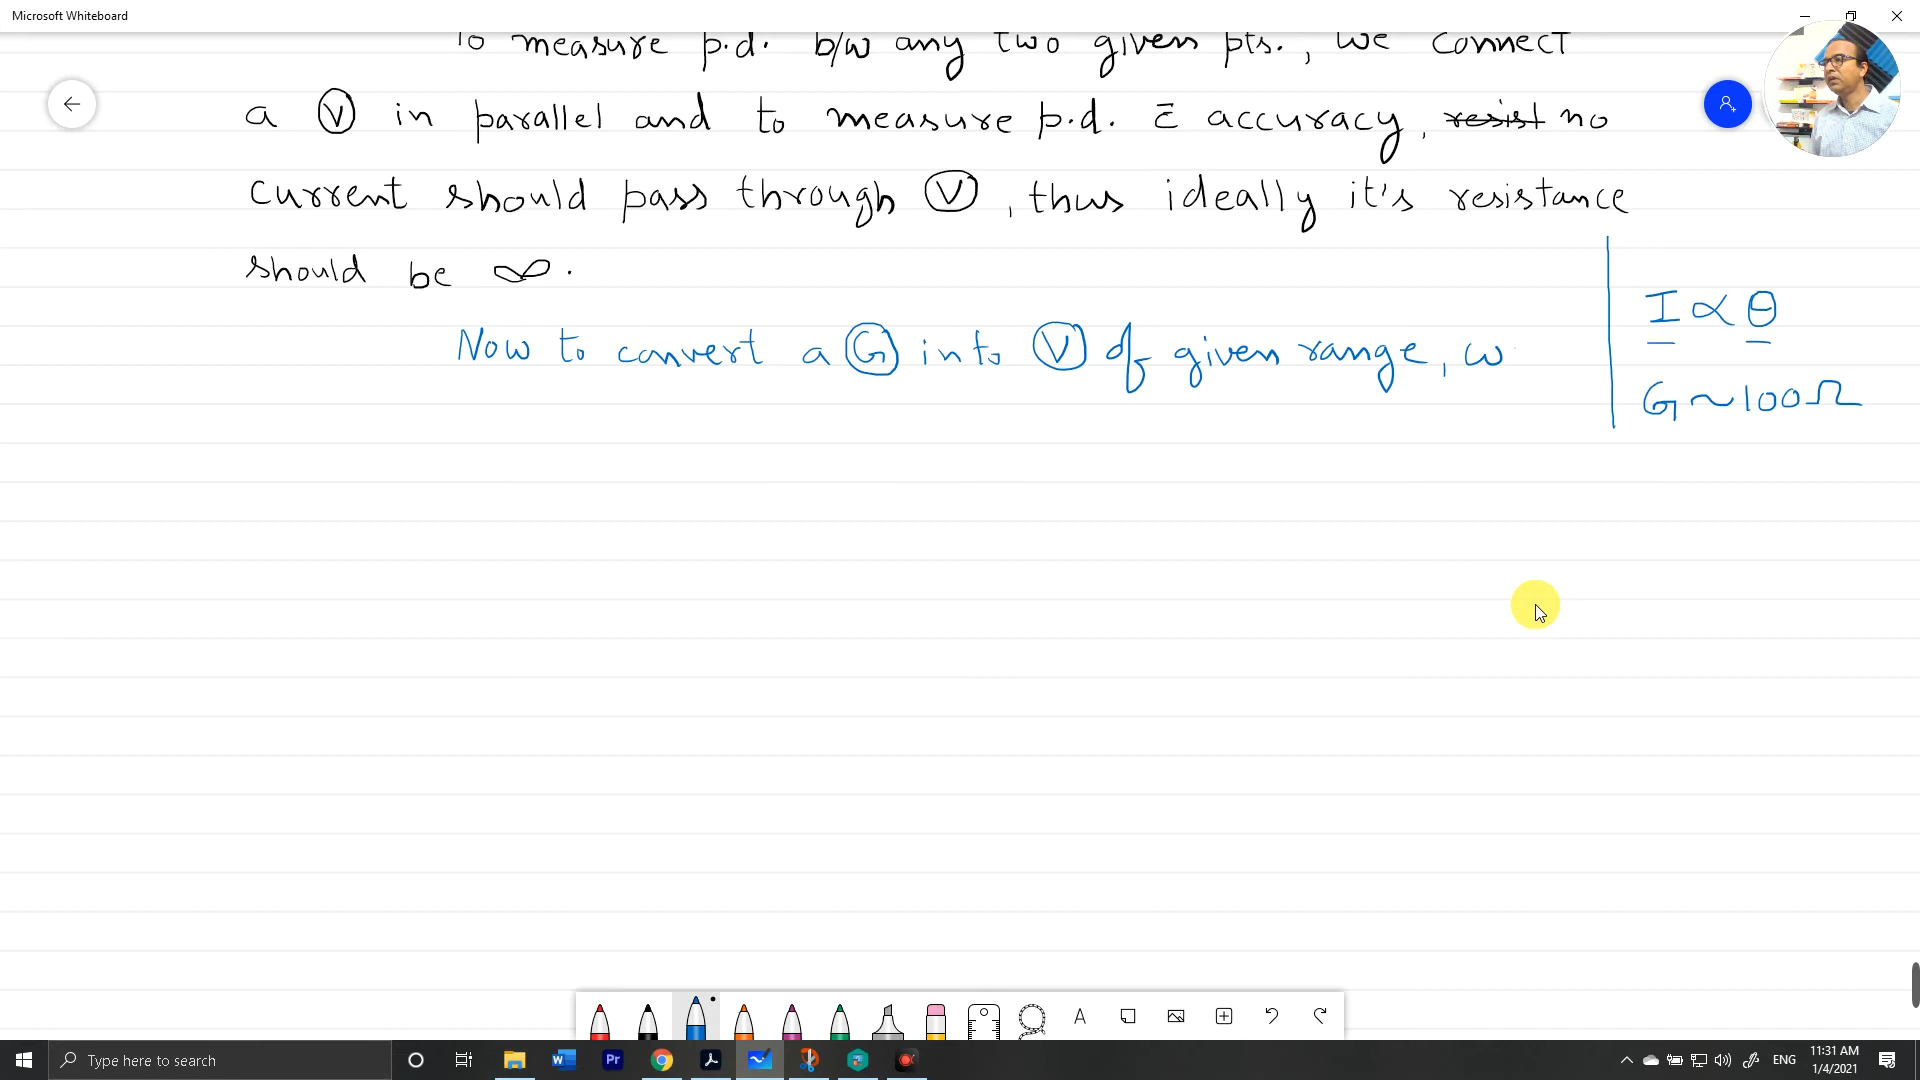 Microsoft Whiteboard
To measure p.d. b/w any two given pts., we connect
a Ⓥ in parallel and to measure p.d. c̄ accuracy, resist no
current should pass through Ⓥ, thus ideally it's resistance
should be ∞.
I ∝ θ
Now to convert a Ⓖ into Ⓥ of given range, w
G ~ 100Ω
Type here to search
ENG
11:31 AM
1/4/2021